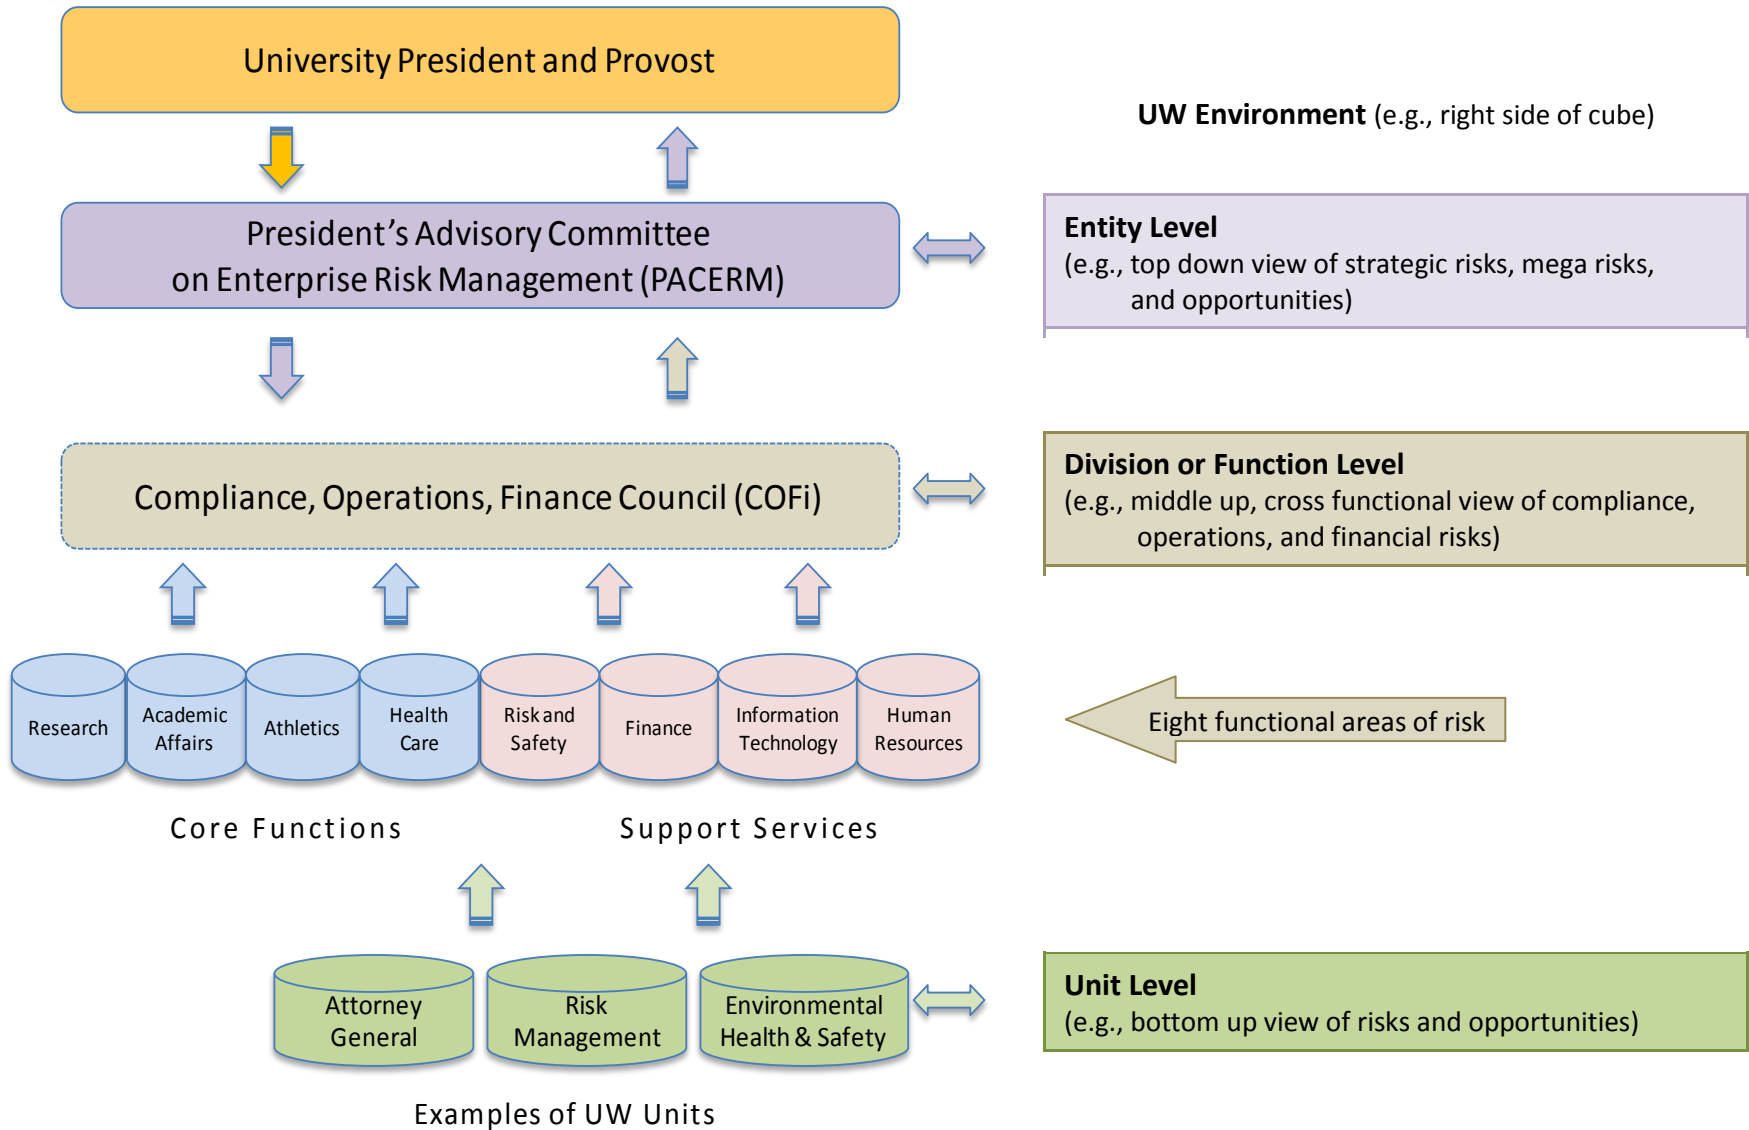 University President and Provost
UW Environment (e.g., right side of cube)
President's Advisory Committee
on Enterprise Risk Management (PACERM)
Entity Level
(e.g., top down view of strategic risks, mega risks,
and opportunities)
Compliance, Operations, Finance Council (COFi)
Division or Function Level
(e.g., middle up, cross functional view of compliance,
operations, and financial risks)
Research
Academic
Affairs
Athletics
Health
Care
Risk and
Safety
Finance
Information
Technology
Human
Resources
Eight functional areas of risk
Core Functions
Support Services
Attorney
General
Risk
Management
Environmental
Health & Safety
Unit Level
(e.g., bottom up view of risks and opportunities)
Examples of UW Units